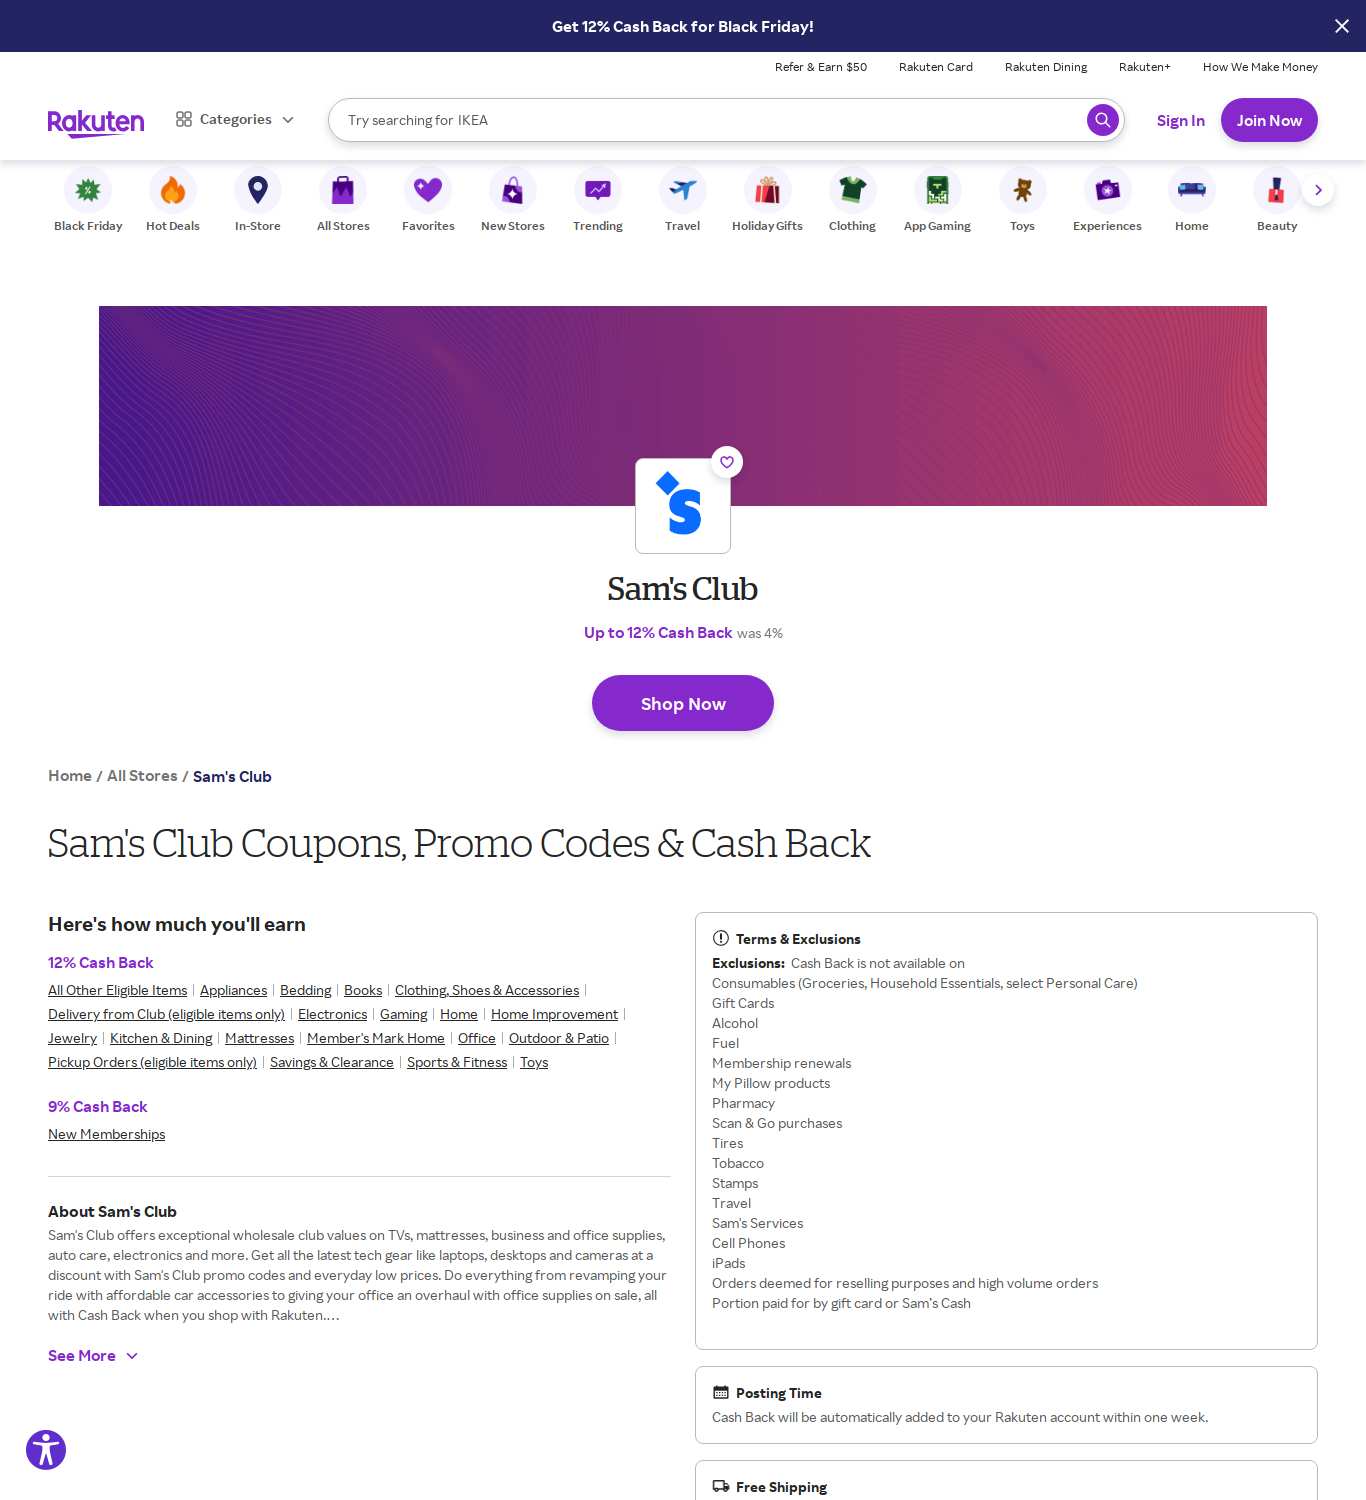 Get 12% Cash Back for Black Friday!
Refer & Earn $50
Rakuten Card
Rakuten Dining
Rakuten+
How We Make Money
Rakuten
Categories
Try searching for IKEA
Sign In
Join Now
Black Friday
Hot Deals
In-Store
All Stores
Favorites
New Stores
Trending
Travel
Holiday Gifts
Clothing
App Gaming
Toys
Experiences
Home
Beauty
S
Sam's Club
Up to 12% Cash Back was 4%
Shop Now
Home / All Stores / Sam's Club
Sam's Club Coupons, Promo Codes & Cash Back
Here's how much you'll earn
12% Cash Back
All Other Eligible Items | Appliances | Bedding | Books | Clothing, Shoes & Accessories |
Delivery from Club (eligible items only) | Electronics | Gaming | Home | Home Improvement |
Jewelry | Kitchen & Dining | Mattresses | Member's Mark Home | Office | Outdoor & Patio |
Pickup Orders (eligible items only) | Savings & Clearance | Sports & Fitness | Toys
9% Cash Back
New Memberships
About Sam's Club
Sam's Club offers exceptional wholesale club values on TVs, mattresses, business and office supplies,
auto care, electronics and more. Get all the latest tech gear like laptops, desktops and cameras at a
discount with Sam's Club promo codes and everyday low prices. Do everything from revamping your
ride with affordable car accessories to giving your office an overhaul with office supplies on sale, all
with Cash Back when you shop with Rakuten.…
See More
Terms & Exclusions
Exclusions: Cash Back is not available on
Consumables (Groceries, Household Essentials, select Personal Care)
Gift Cards
Alcohol
Fuel
Membership renewals
My Pillow products
Pharmacy
Scan & Go purchases
Tires
Tobacco
Stamps
Travel
Sam's Services
Cell Phones
iPads
Orders deemed for reselling purposes and high volume orders
Portion paid for by gift card or Sam's Cash
Posting Time
Cash Back will be automatically added to your Rakuten account within one week.
Free Shipping